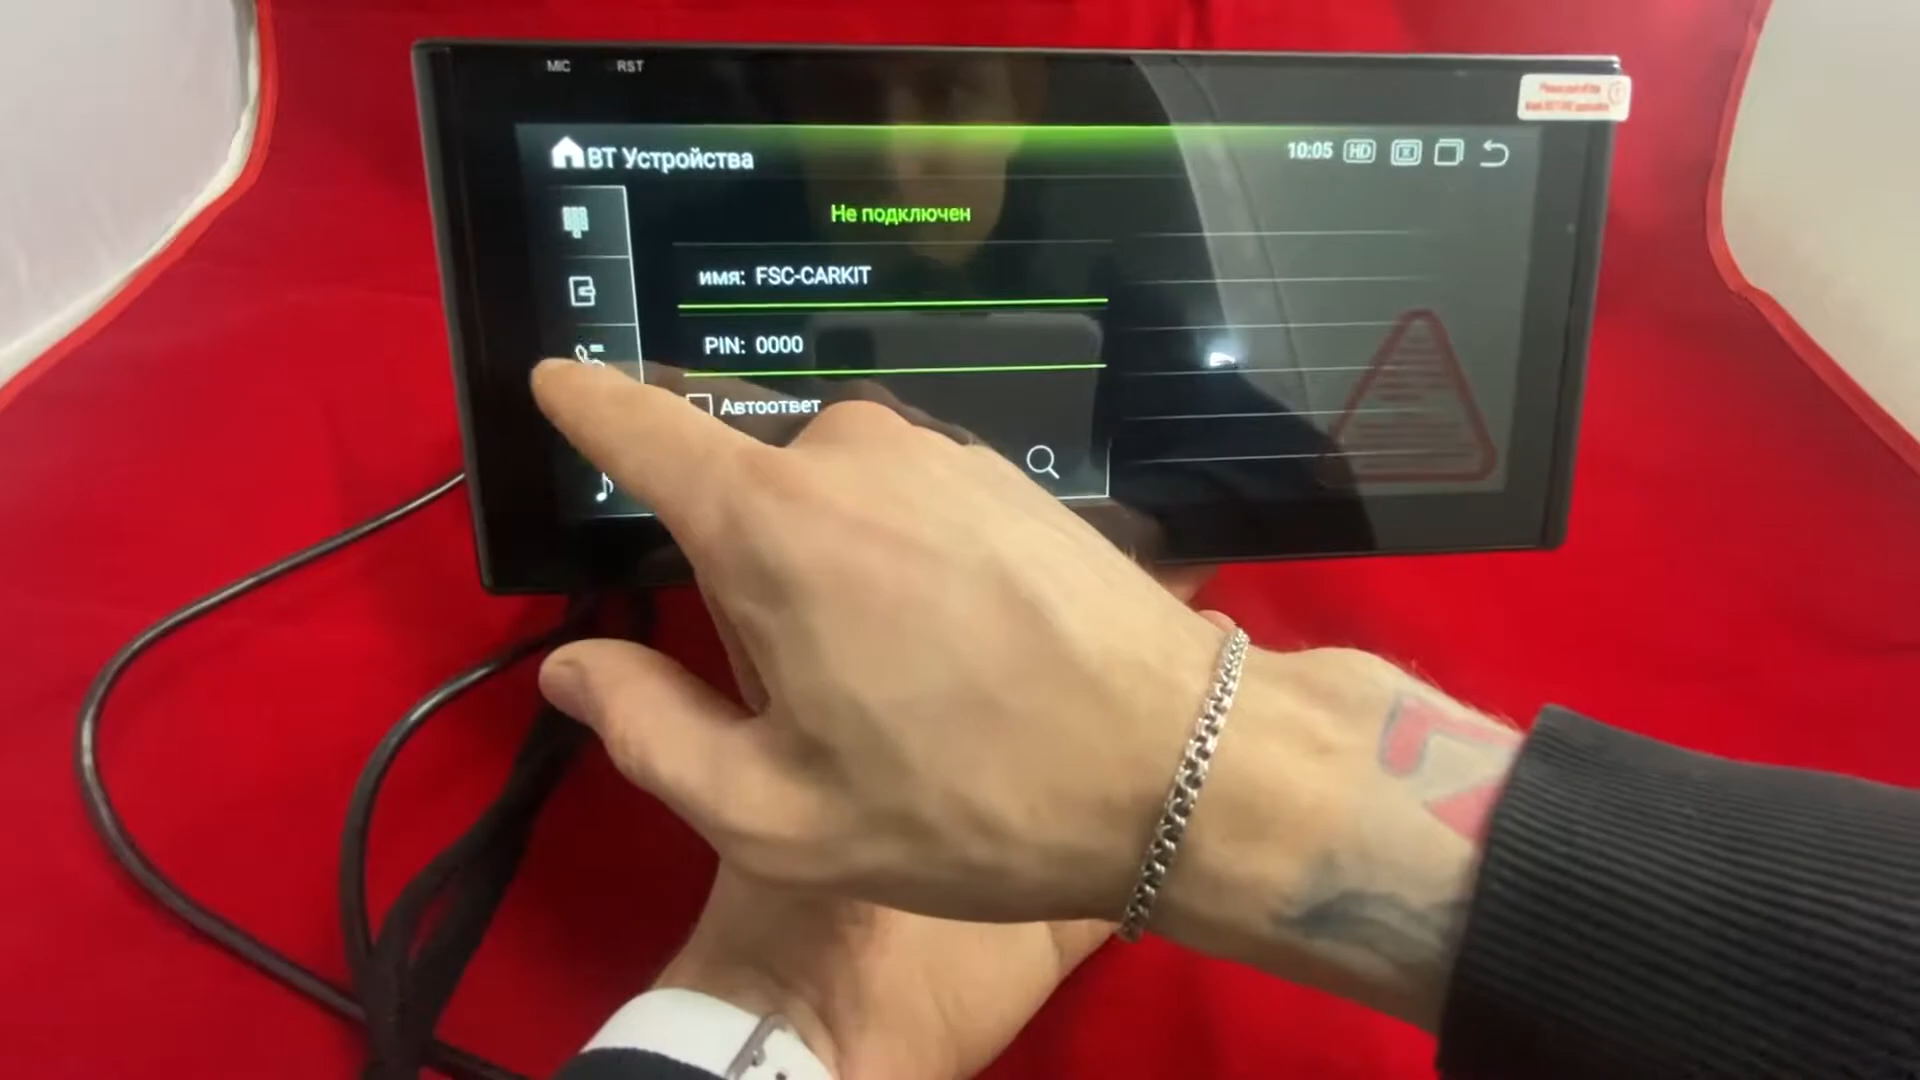 MIC RST
BT Устройства
10:05 HD
Не подключен
имя: FSC-CARKIT
PIN: 0000
Автоответ